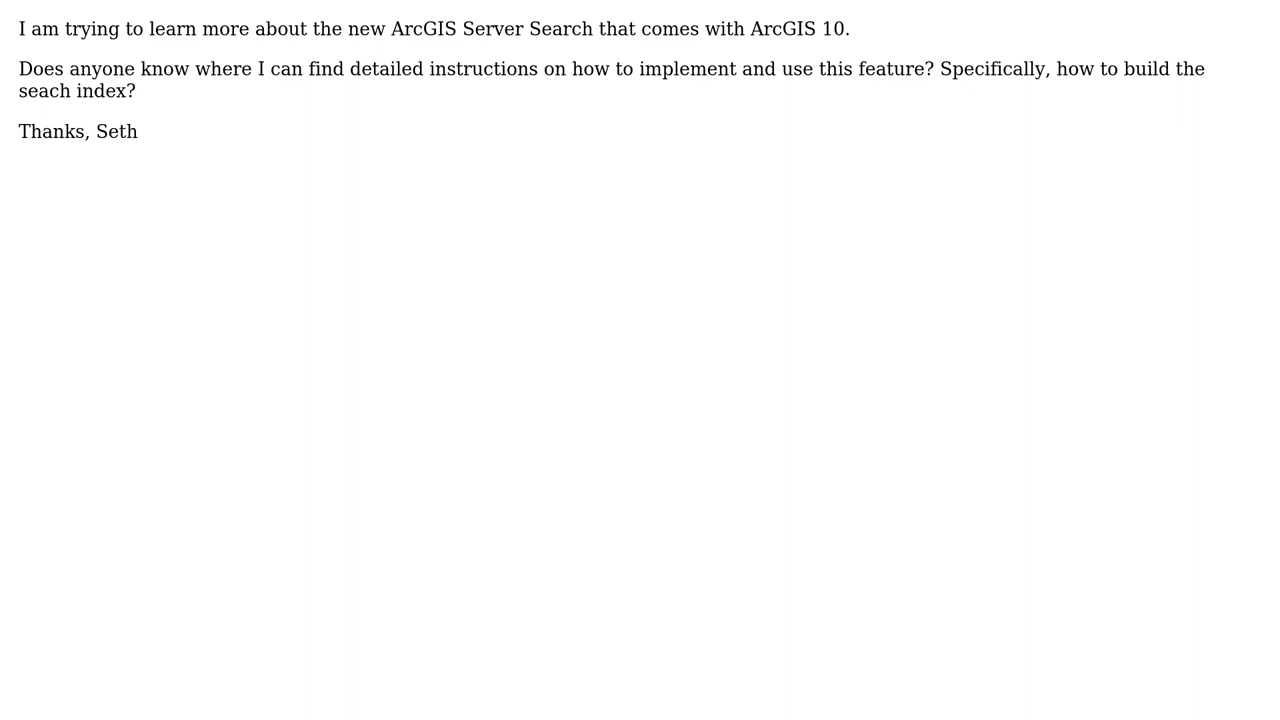 I am trying to learn more about the new ArcGIS Server Search that comes with ArcGIS 10.
Does anyone know where I can find detailed instructions on how to implement and use this feature? Specifically, how to build the
seach index?
Thanks, Seth